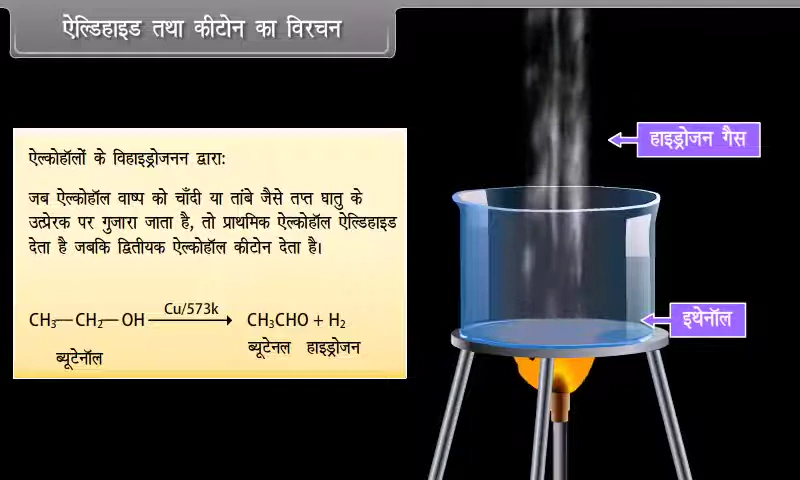 ऐल्डिहाइड तथा कीटोन का विरचन
ऐल्कोहॉलों के विहाइड्रोजनन द्वारा:
जब ऐल्कोहॉल वाष्प को चाँदी या तांबे जैसे तप्त धातु के
उत्प्रेरक पर गुजारा जाता है, तो प्राथमिक ऐल्कोहॉल ऐल्डिहाइड
देता है जबकि द्वितीयक ऐल्कोहॉल कीटोन देता है।
Cu/573k
CH₃—CH₂—OH ⟶ CH₃CHO + H₂
ब्यूटेनॉल ब्यूटेनल हाइड्रोजन
हाइड्रोजन गैस
इथेनॉल